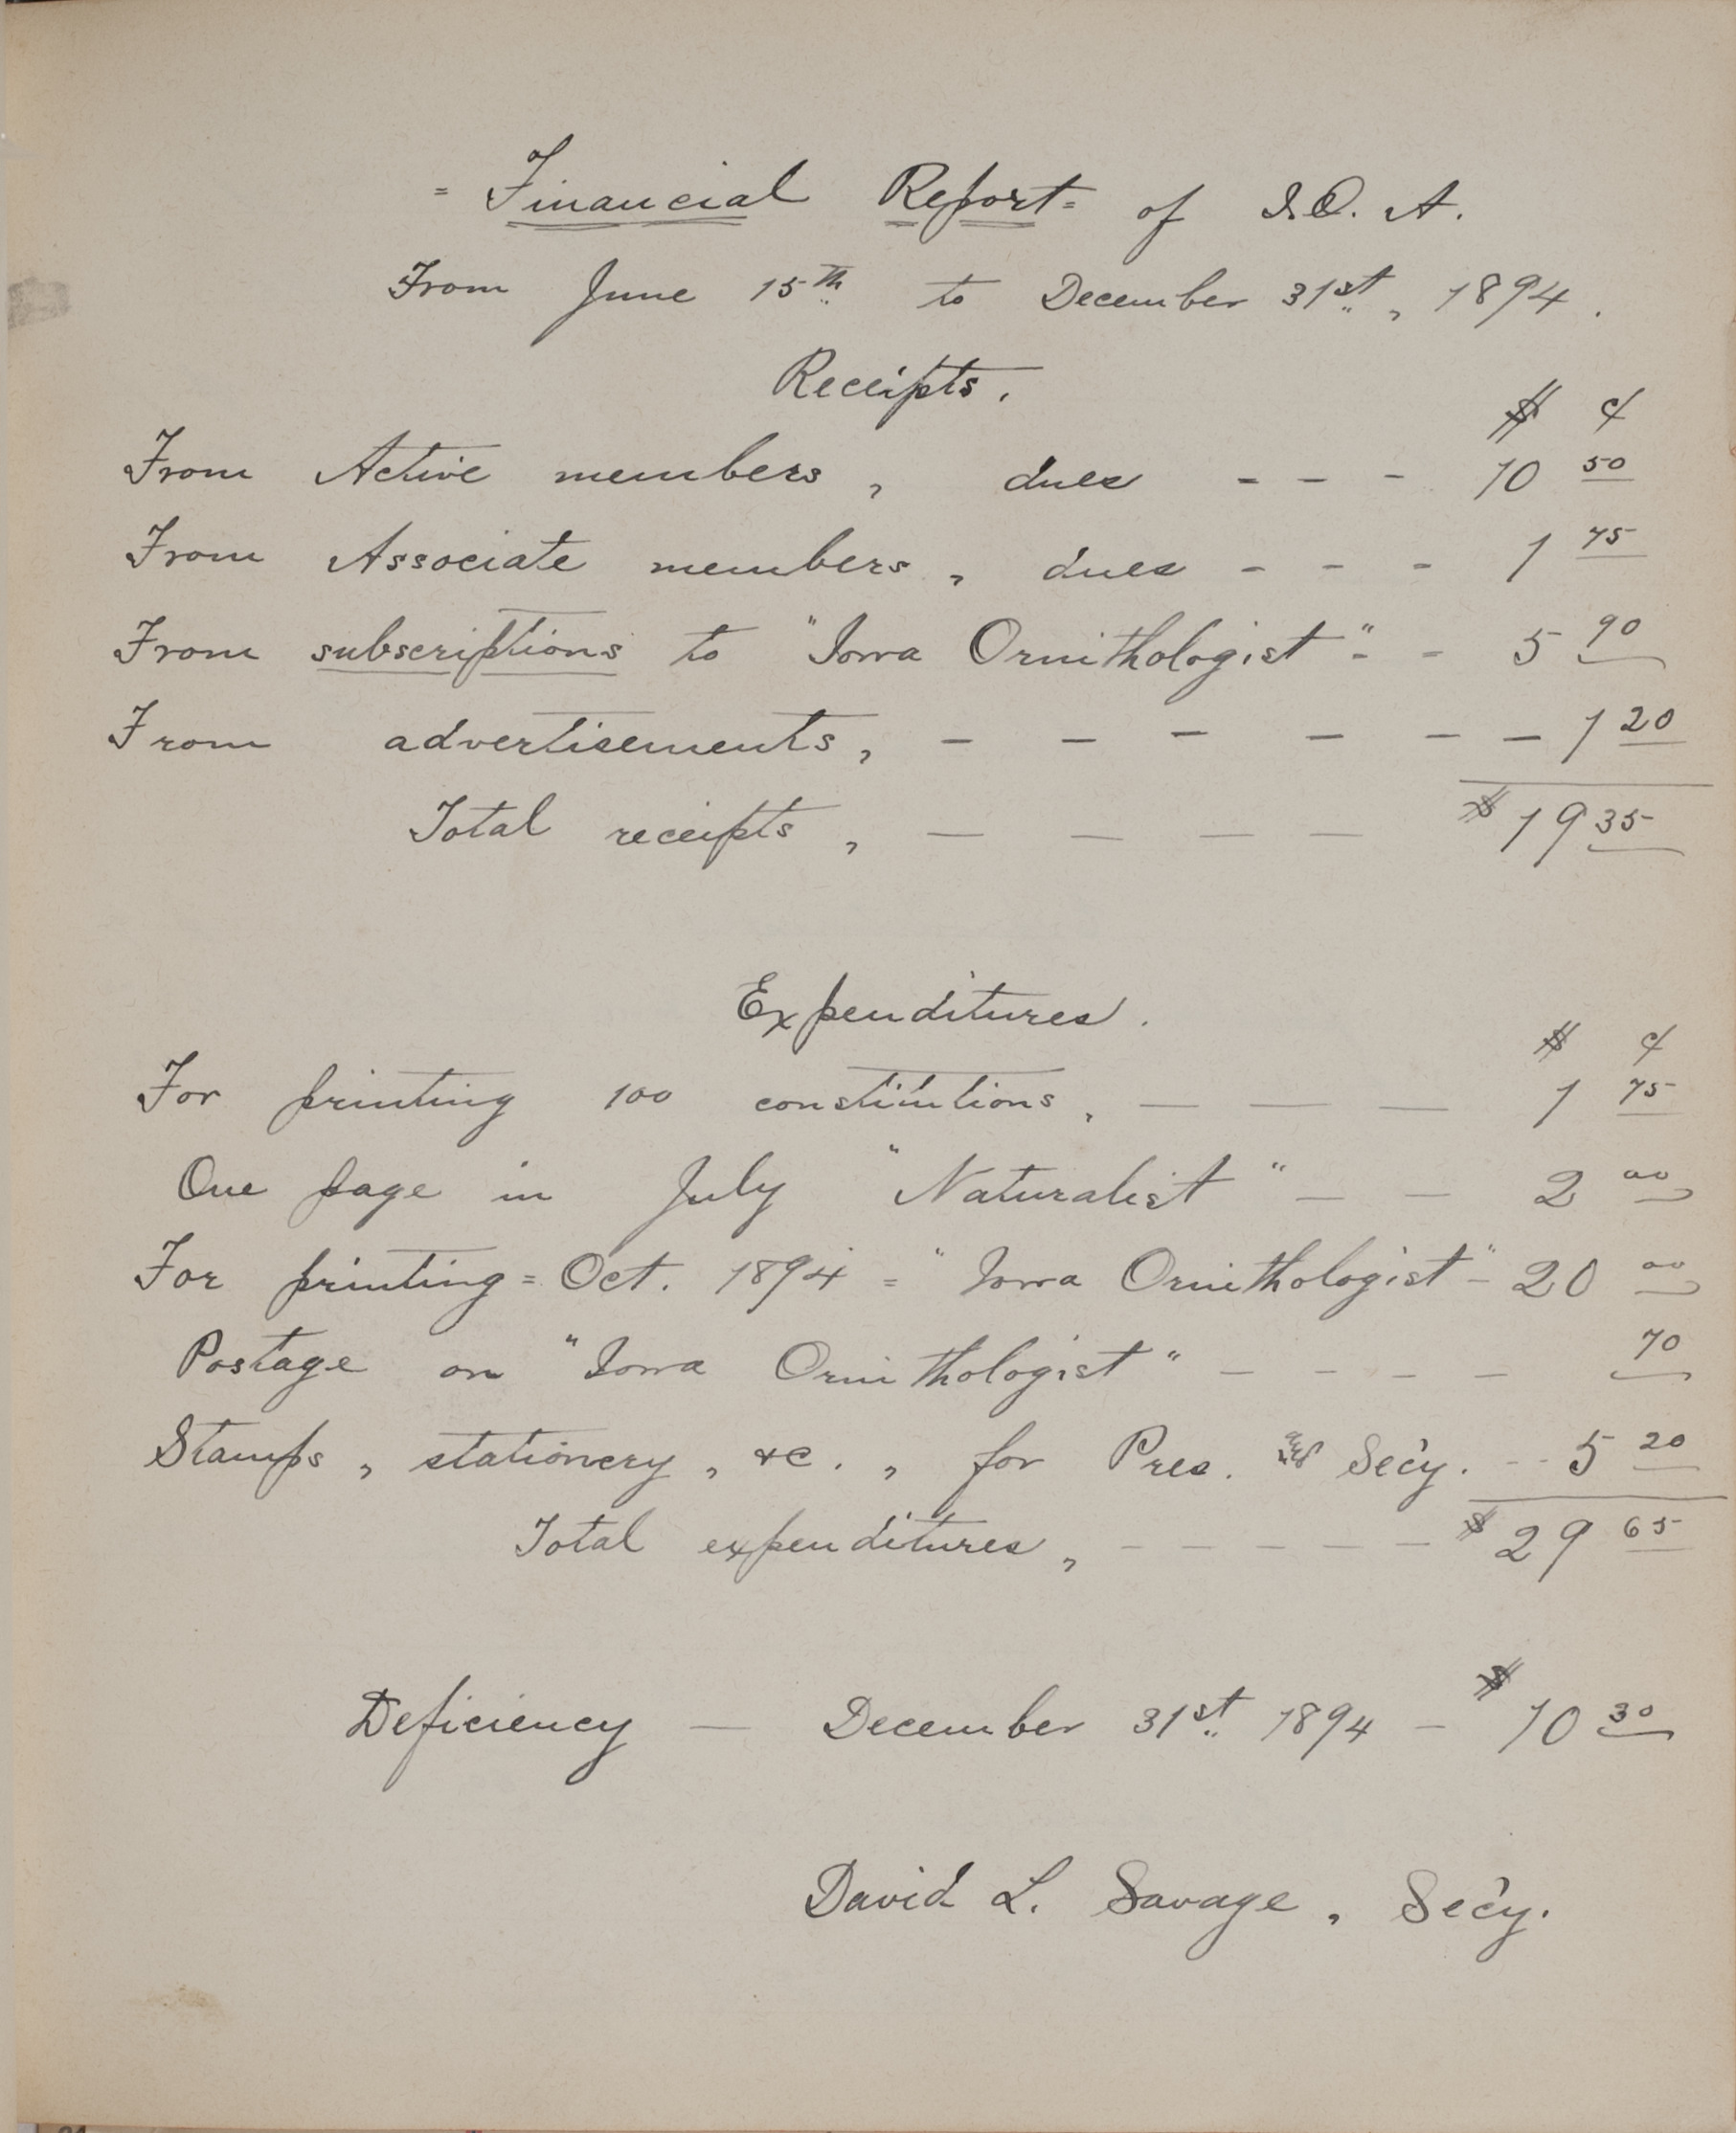 = Financial Report = of I.O.A.
From June 15th to December 31st, 1894.
Receipts.
$ ¢
From Active members, dues - - - 10 50
From Associate members, dues - - - 1 75
From subscriptions to "Iowa Ornithologist" - - 5 90
From advertisements, - - - - - - 1 20
Total receipts, - - - - $19 35
Expenditures.
$ ¢
For printing 100 constitutions, - - - 1 75
One page in July "Naturalist" - - 2 00
For printing = Oct. 1894 = "Iowa Ornithologist" - 20 00
Postage on "Iowa Ornithologist" - - - - 70
Stamps, stationery, &c., for Pres. & Sec'y. - - 5 20
Total expenditures, - - - - - $29 65
Deficiency - December 31st 1894 - $10 30
David L. Savage, Sec'y.